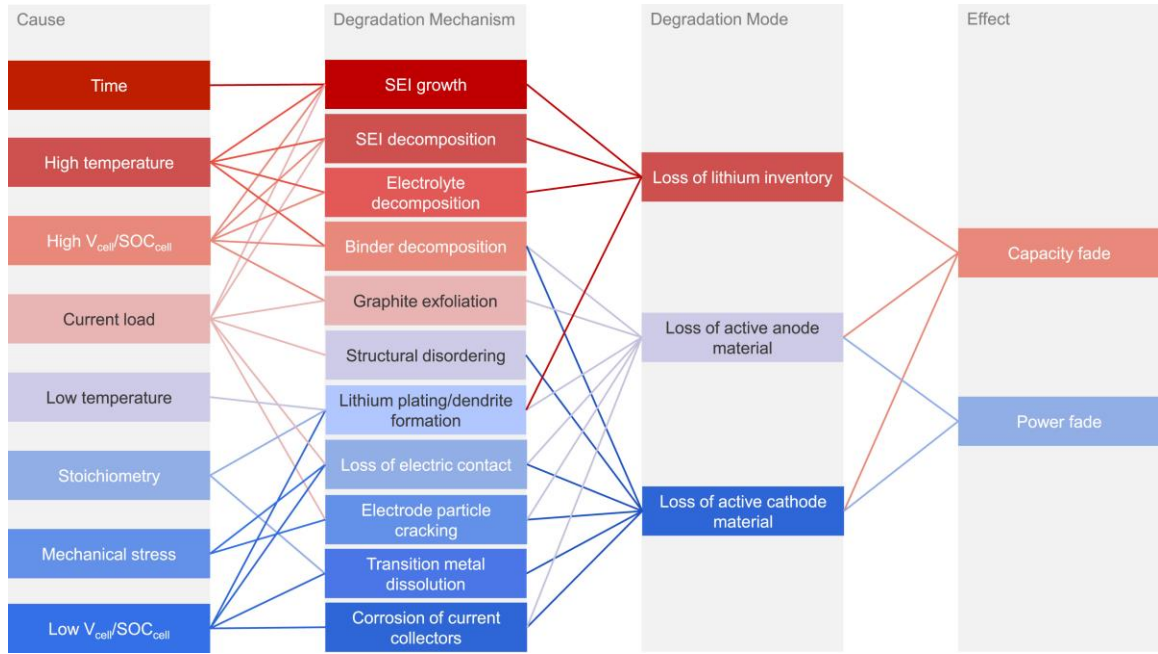 Cause
Time
High temperature
High Vcell/SOCcell
Current load
Low temperature
Stoichiometry
Mechanical stress
Low Vcell/SOCcell
Degradation Mechanism
SEI growth
SEI decomposition
Electrolyte
decomposition
Binder decomposition
Graphite exfoliation
Structural disordering
Lithium plating/dendrite
formation
Loss of electric contact
Electrode particle
cracking
Transition metal
dissolution
Corrosion of current
collectors
Degradation Mode
Loss of lithium inventory
Loss of active anode
material
Loss of active cathode
material
Effect
Capacity fade
Power fade